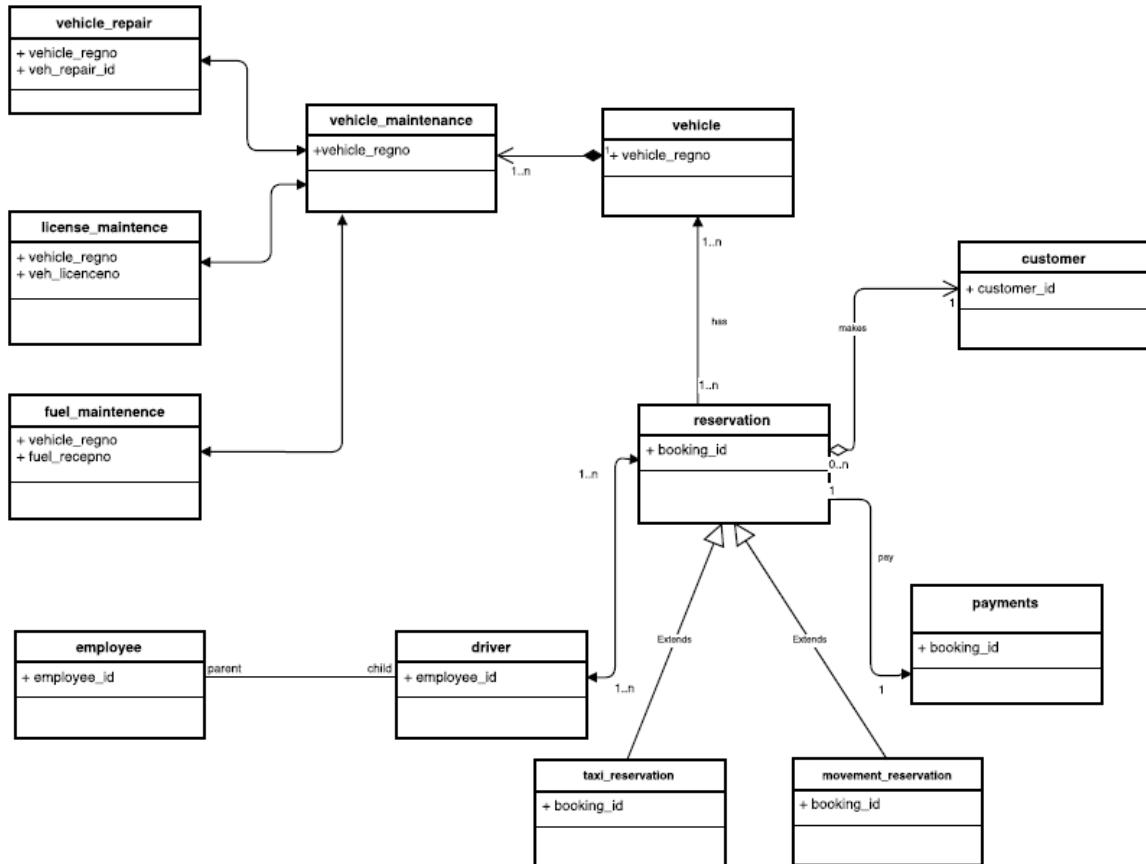 vehicle_repair
+ vehicle_regno
+ veh_repair_id
vehicle_maintenance
+vehicle_regno
1..n
vehicle
1
+ vehicle_regno
license_maintence
+ vehicle_regno
+ veh_licenceno
1..n
has
1..n
customer
+ customer_id
1
makes
fuel_maintenence
+ vehicle_regno
+ fuel_recepno
reservation
+ booking_id
0..n
1
1..n
pay
payments
+ booking_id
1
employee
+ employee_id
parent
child
driver
+ employee_id
1..n
Extends
Extends
taxi_reservation
+ booking_id
movement_reservation
+ booking_id